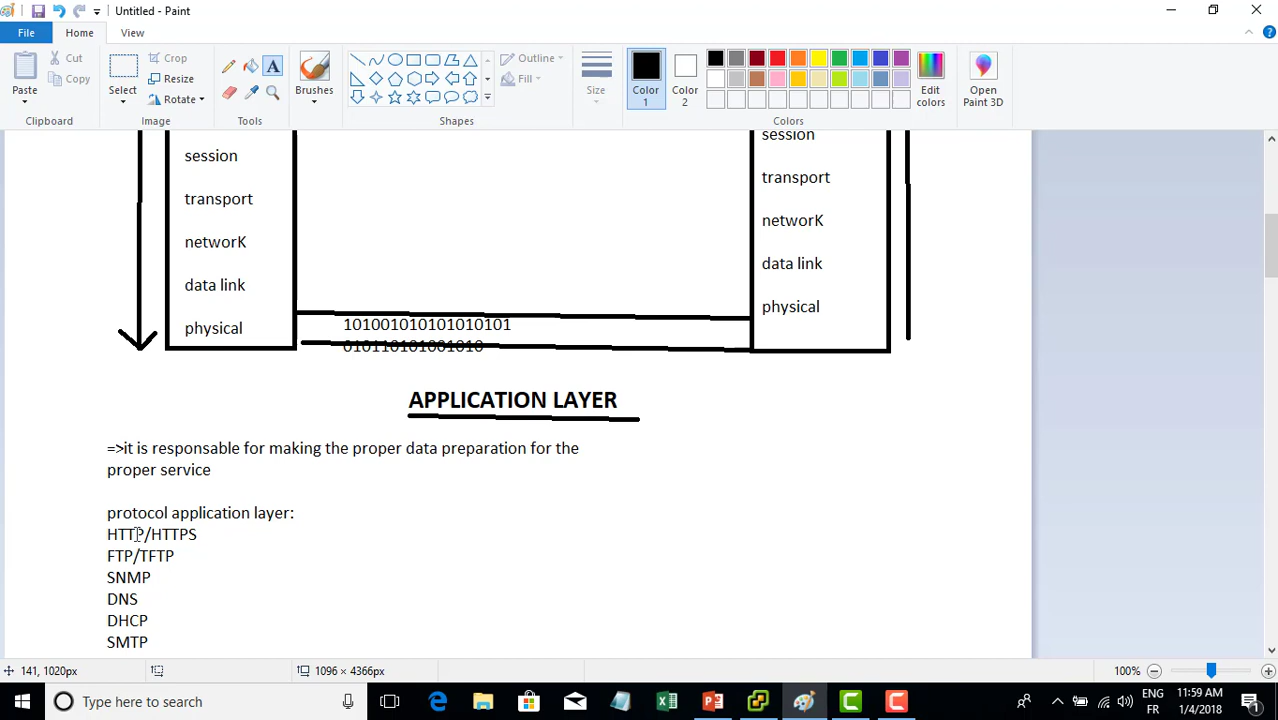 Untitled - Paint
File
Home
View
Paste
Cut
Copy
Clipboard
Select
Crop
Resize
Rotate
Image
A
Tools
Brushes
Shapes
Outline
Fill
Size
Color
1
Color
2
Colors
Edit
colors
Open
Paint 3D
session
transport
networK
data link
physical
session
transport
networK
data link
physical
101001010101010101
010110101001010
APPLICATION LAYER
=>it is responsable for making the proper data preparation for the
proper service
protocol application layer:
HTTP/HTTPS
FTP/TFTP
SNMP
DNS
DHCP
SMTP
141, 1020px
1096 × 4366px
100%
Type here to search
ENG
FR
11:59 AM
1/4/2018
1